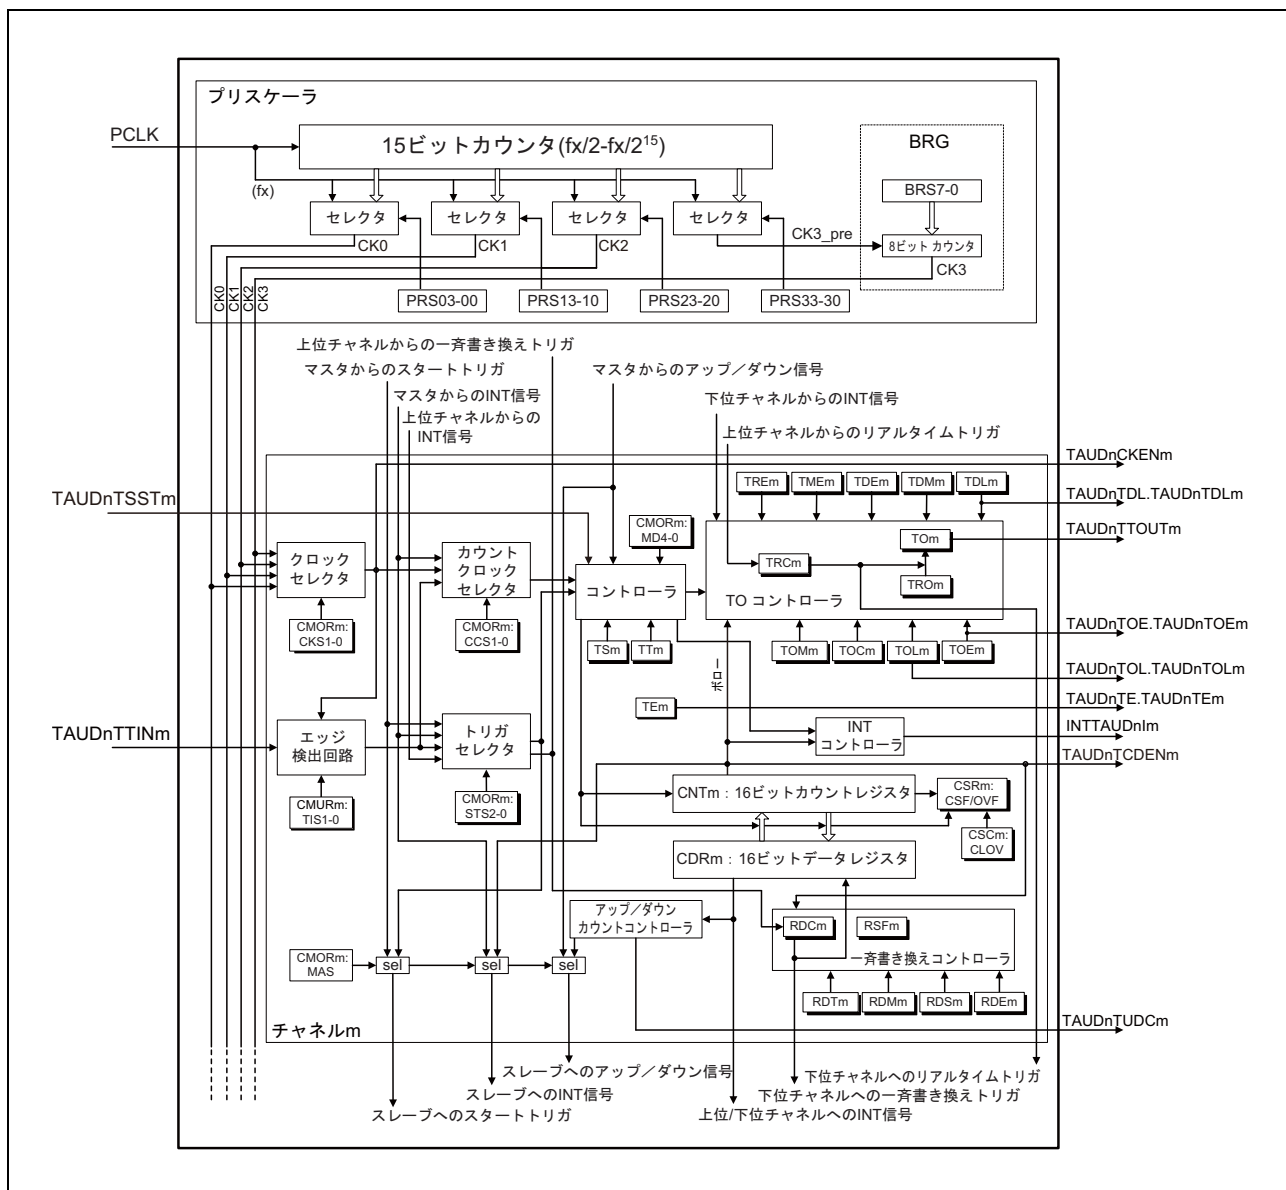 プリスケーラ
PCLK
15ビットカウンタ(fx/2-fx/2¹⁵)
BRG
(fx)
BRS7-0
セレクタ
セレクタ
セレクタ
セレクタ
CK3_pre
8ビット カウンタ
CK0
CK1
CK2
CK3
CK0
CK1
CK2
CK3
PRS03-00
PRS13-10
PRS23-20
PRS33-30
上位チャネルからの一斉書き換えトリガ
マスタからのスタートトリガ
マスタからのアップ／ダウン信号
マスタからのINT信号
下位チャネルからのINT信号
上位チャネルからの
INT信号
上位チャネルからのリアルタイムトリガ
TAUDnCKENm
TAUDnTSSTm
TREm
TMEm
TDEm
TDMm
TDLm
TAUDnTDL.TAUDnTDLm
CMORm:
MD4-0
TOm
TAUDnTTOUTm
クロック
セレクタ
カウント
クロック
セレクタ
コントローラ
TRCm
TROm
TO コントローラ
CMORm:
CKS1-0
CMORm:
CCS1-0
TSm
TTm
TOMm
TOCm
TOLm
TOEm
TAUDnTOE.TAUDnTOEm
TAUDnTOL.TAUDnTOLm
一ロボ
TEm
TAUDnTE.TAUDnTEm
TAUDnTTINm
エッジ
検出回路
トリガ
セレクタ
INT
コントローラ
INTTAUDnIm
TAUDnTCDENm
CMURm:
TIS1-0
CMORm:
STS2-0
CNTm：16ビットカウントレジスタ
CSRm:
CSF/OVF
CSCm:
CLOV
CDRm：16ビットデータレジスタ
アップ／ダウン
カウントコントローラ
RDCm
RSFm
一斉書き換えコントローラ
CMORm:
MAS
sel
sel
sel
RDTm
RDMm
RDSm
RDEm
チャネルm
TAUDnTUDCm
スレーブへのアップ／ダウン信号
下位チャネルへのリアルタイムトリガ
スレーブへのINT信号
下位チャネルへの一斉書き換えトリガ
スレーブへのスタートトリガ
上位/下位チャネルへのINT信号